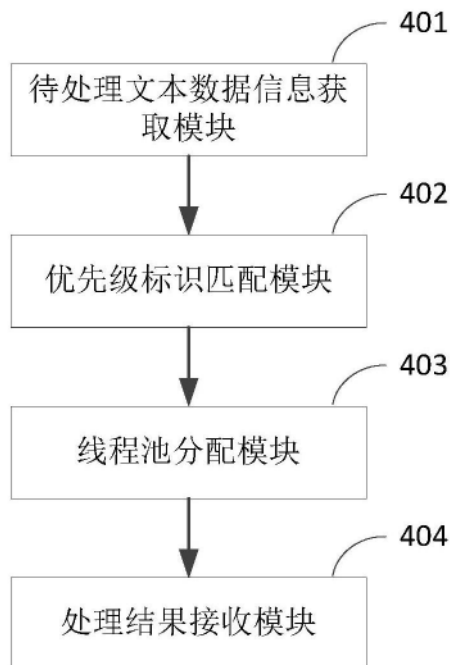 401
待处理文本数据信息获
取模块
402
优先级标识匹配模块
403
线程池分配模块
404
处理结果接收模块